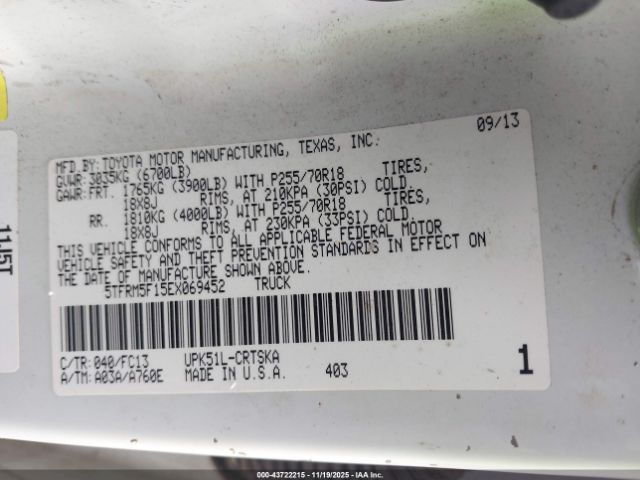 09/13
MFD.BY:TOYOTA MOTOR MANUFACTURING, TEXAS, INC.
GVWR:3035KG (6700LB)
GAWR:FRT. 1765KG (3900LB) WITH P255/70R18 TIRES,
18X8J RIMS, AT 210KPA (30PSI) COLD.
RR. 1810KG (4000LB) WITH P255/70R18 TIRES,
18X8J RIMS, AT 230KPA (33PSI) COLD.
THIS VEHICLE CONFORMS TO ALL APPLICABLE FEDERAL MOTOR
VEHICLE SAFETY AND THEFT PREVENTION STANDARDS IN EFFECT ON
THE DATE OF MANUFACTURE SHOWN ABOVE.
5TFRM5F15EX069452 TRUCK
C/TR:040/FC13 UPK51L-CRTSKA
A/TM:A03A/A760E MADE IN U.S.A. 403
1
000-43722215 - 11/19/2025 - IAA Inc.